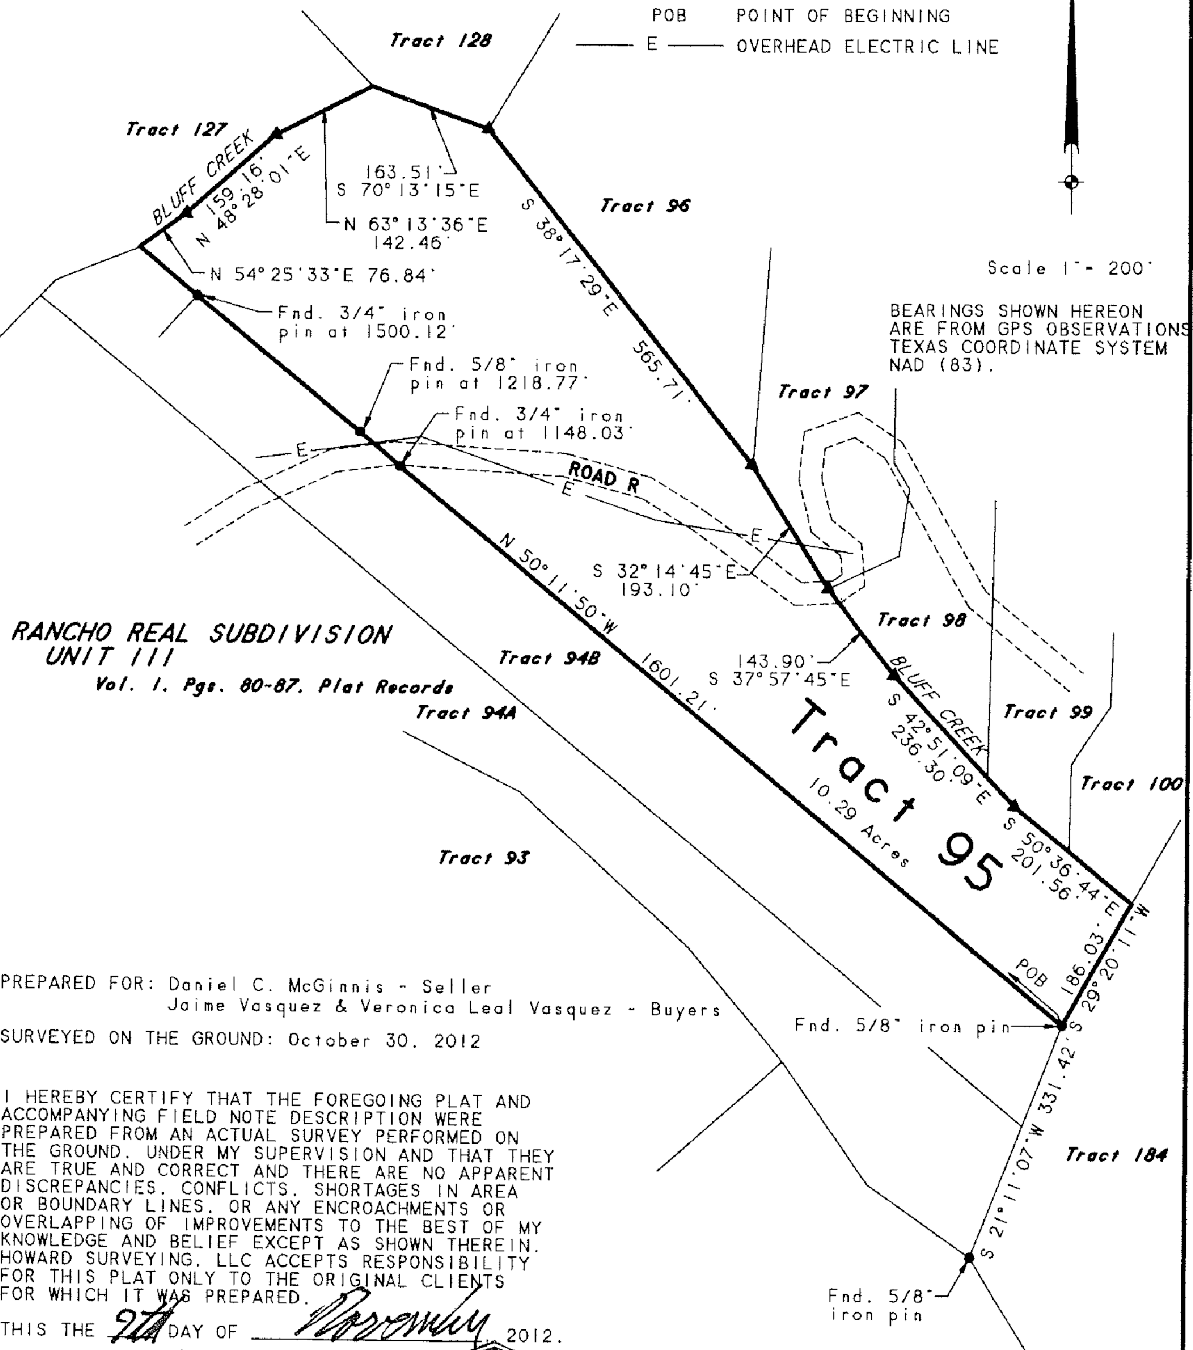 POB POINT OF BEGINNING
E OVERHEAD ELECTRIC LINE
Tract 128
Tract 127
BLUFF CREEK
159.16'
N 48°28'01"E
163.51'
S 70°13'15"E
N 63°13'36"E
142.46'
N 54°25'33"E 76.84'
Tract 96
S 38°17'29"E
565.71'
Scale 1"- 200'
BEARINGS SHOWN HEREON
ARE FROM GPS OBSERVATIONS
TEXAS COORDINATE SYSTEM
NAD (83).
Fnd. 3/4" iron
pin at 1500.12'
Fnd. 5/8" iron
pin at 1218.77'
Fnd. 3/4" iron
pin at 1148.03'
Tract 97
E
ROAD R
E
E
N 50°11'50"W
1601.21'
S 32°14'45"E
193.10'
RANCHO REAL SUBDIVISION
UNIT III
Vol. 1, Pgs. 80-87, Plat Records
Tract 94B
Tract 94A
Tract 98
143.90'
S 37°57'45"E
BLUFF CREEK
S 42°51'09"E
236.30'
Tract 99
Tract 100
Tract 95
10.29 Acres
S 50°36'44"E
201.56'
Tract 93
186.03'
S 29°20'11"W
POB
PREPARED FOR: Daniel C. McGinnis - Seller
Jaime Vasquez & Veronica Leal Vasquez - Buyers
SURVEYED ON THE GROUND: October 30, 2012
Fnd. 5/8" iron pin
S 21°11'07"W 331.42'
Tract 184
Fnd. 5/8"
iron pin
I HEREBY CERTIFY THAT THE FOREGOING PLAT AND
ACCOMPANYING FIELD NOTE DESCRIPTION WERE
PREPARED FROM AN ACTUAL SURVEY PERFORMED ON
THE GROUND, UNDER MY SUPERVISION AND THAT THEY
ARE TRUE AND CORRECT AND THERE ARE NO APPARENT
DISCREPANCIES, CONFLICTS, SHORTAGES IN AREA
OR BOUNDARY LINES, OR ANY ENCROACHMENTS OR
OVERLAPPING OF IMPROVEMENTS TO THE BEST OF MY
KNOWLEDGE AND BELIEF EXCEPT AS SHOWN THEREIN.
HOWARD SURVEYING, LLC ACCEPTS RESPONSIBILITY
FOR THIS PLAT ONLY TO THE ORIGINAL CLIENTS
FOR WHICH IT WAS PREPARED.
THIS THE 9th DAY OF November, 2012.